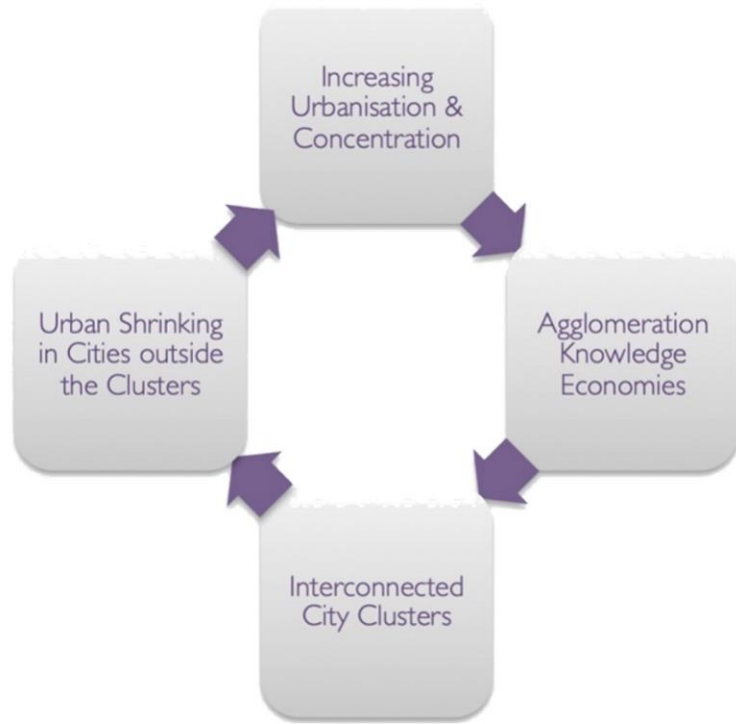 Increasing
Urbanisation &
Concentration
Urban Shrinking
in Cities outside
the Clusters
Agglomeration
Knowledge
Economies
Interconnected
City Clusters